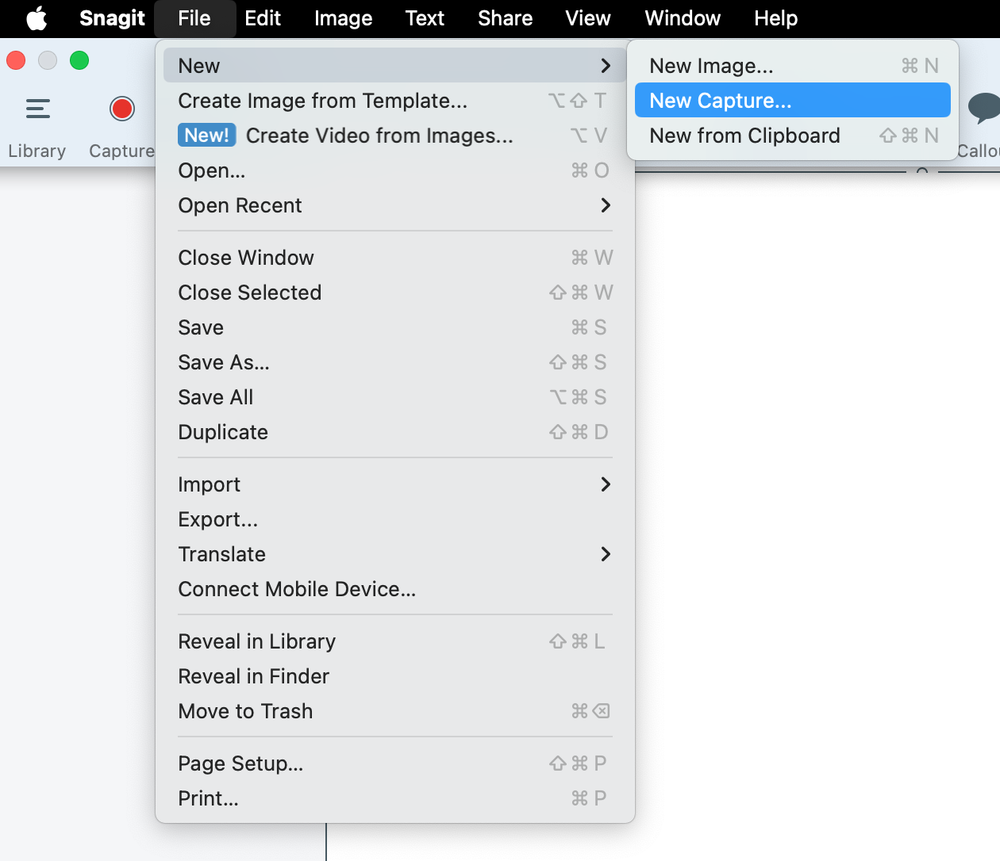 Snagit File Edit Image Text Share View Window Help
Library Capture
New
Create Image from Template... ⌥⇧ T
New! Create Video from Images... ⌥ V
Open... ⌘ O
Open Recent
Close Window ⌘ W
Close Selected ⇧⌘ W
Save ⌘ S
Save As... ⇧⌘ S
Save All ⌥⌘ S
Duplicate ⇧⌘ D
Import
Export...
Translate
Connect Mobile Device...
Reveal in Library ⇧⌘ L
Reveal in Finder
Move to Trash ⌘⌫
Page Setup... ⇧⌘ P
Print... ⌘ P
New Image... ⌘ N
New Capture...
New from Clipboard ⇧⌘ N